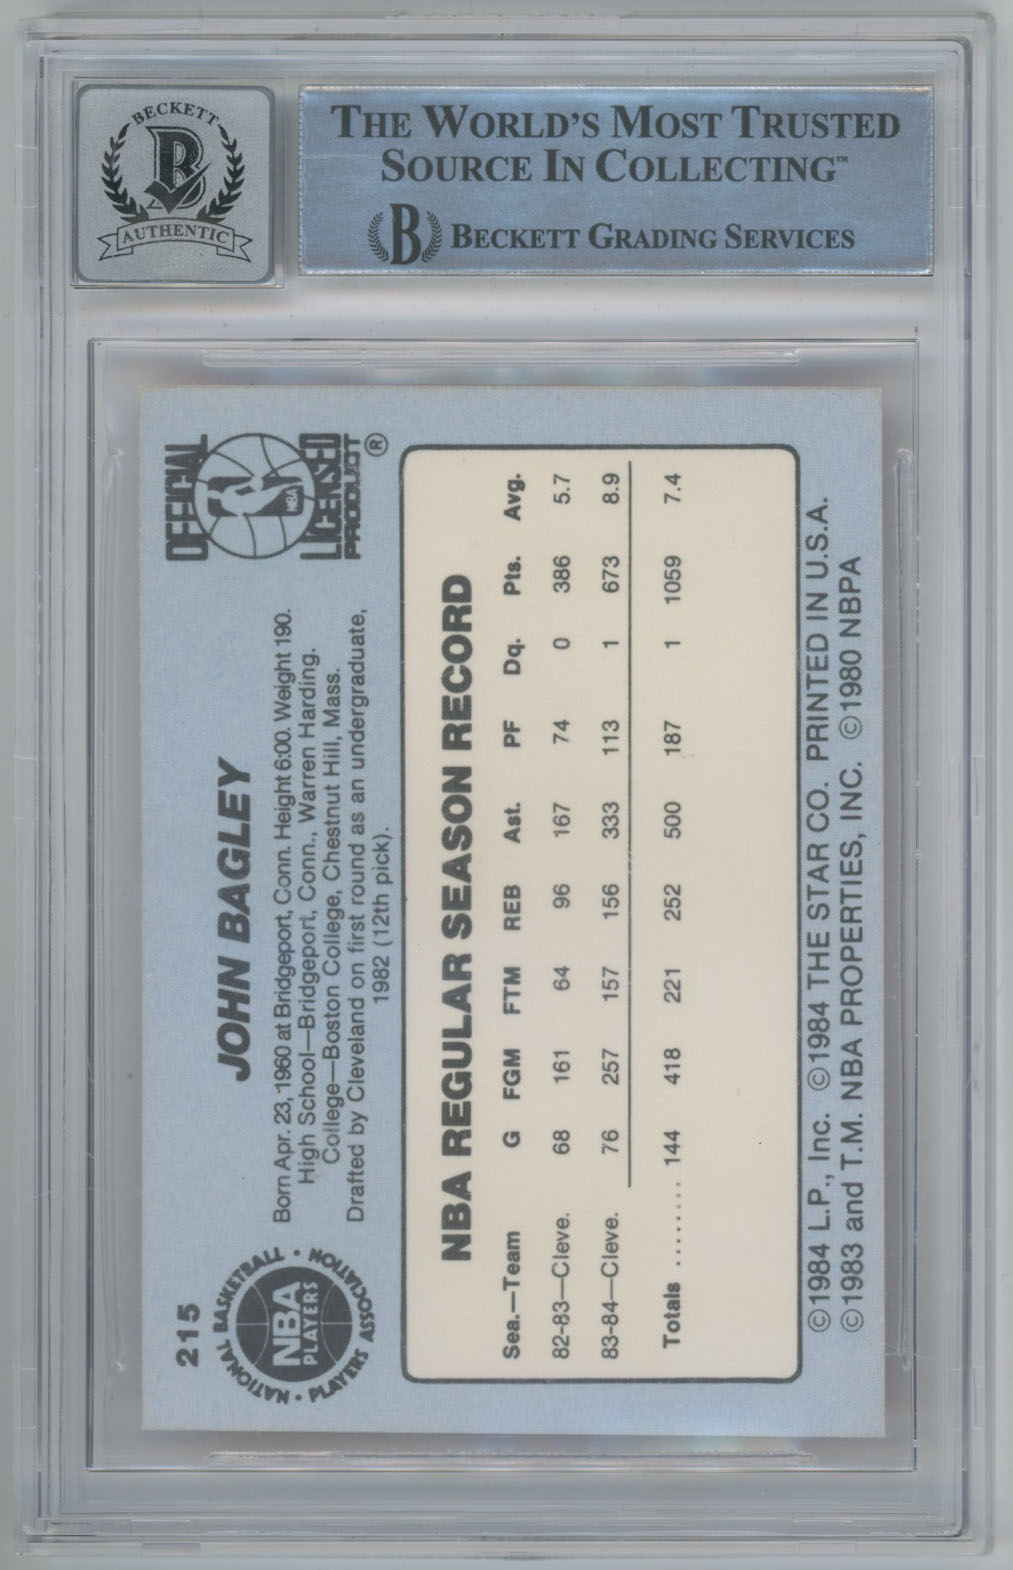 BECKETT
AUTHENTIC
THE WORLD'S MOST TRUSTED
SOURCE IN COLLECTING™
B BECKETT GRADING SERVICES
215
NATIONAL BASKETBALL • PLAYERS ASSOCIATION •
NBA
PLAYERS
JOHN BAGLEY
Born Apr. 23, 1960 at Bridgeport, Conn. Height 6:00. Weight 190.
High School—Bridgeport, Conn., Warren Harding.
College—Boston College, Chestnut Hill, Mass.
Drafted by Cleveland on first round as an undergraduate,
1982 (12th pick).
OFFICIAL
NBA
LICENSED
PRODUCT
®
NBA REGULAR SEASON RECORD
Sea.—Team G FGM FTM REB Ast. PF Dq. Pts. Avg.
82-83—Cleve. 68 161 64 96 167 74 0 386 5.7
83-84—Cleve. 76 257 157 156 333 113 1 673 8.9
Totals ........ 144 418 221 252 500 187 1 1059 7.4
©1984 L.P., Inc. ©1984 THE STAR CO. PRINTED IN U.S.A.
©1983 and T.M. NBA PROPERTIES, INC. ©1980 NBPA